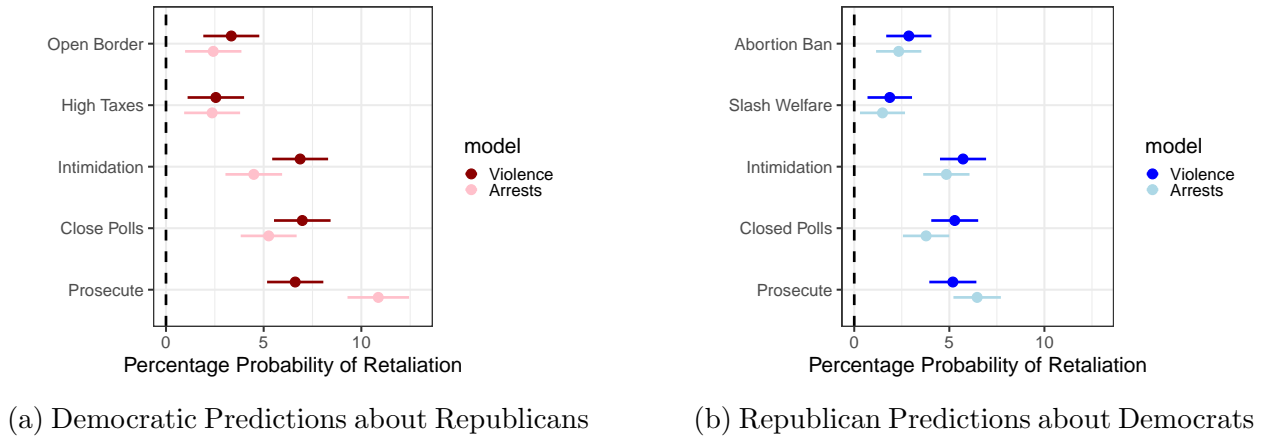 Open Border
High Taxes
Intimidation
Close Polls
Prosecute
0 5 10
Percentage Probability of Retaliation
model
Violence
Arrests
(a) Democratic Predictions about Republicans
Abortion Ban
Slash Welfare
Intimidation
Closed Polls
Prosecute
0 5 10
Percentage Probability of Retaliation
model
Violence
Arrests
(b) Republican Predictions about Democrats